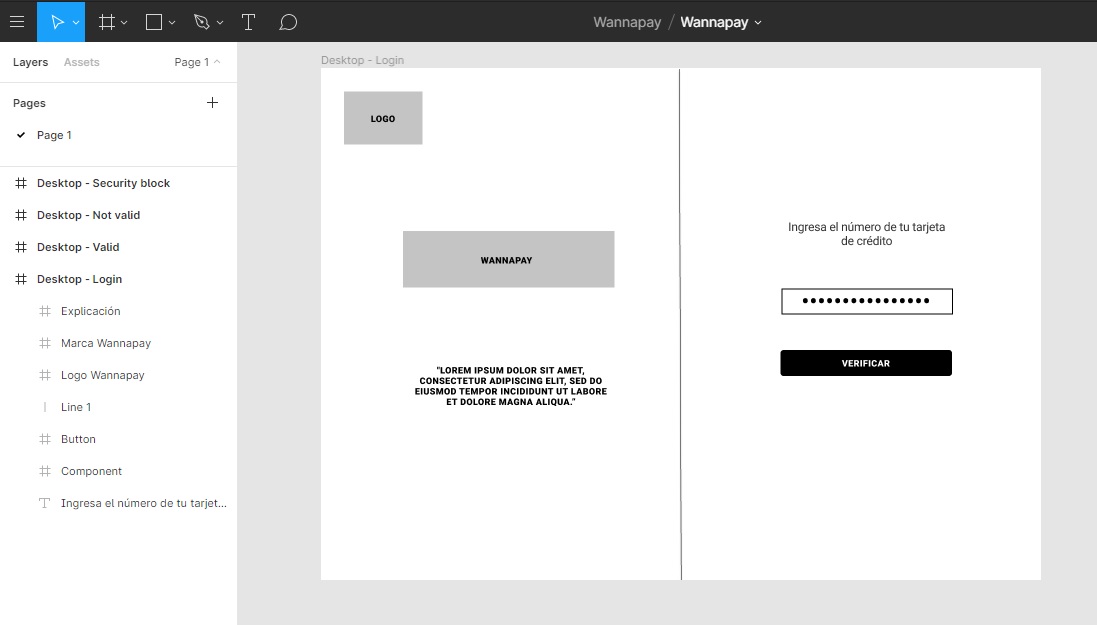 Wannapay / Wannapay
Layers Assets Page 1
Pages
Page 1
Desktop - Security block
Desktop - Not valid
Desktop - Valid
Desktop - Login
Explicación
Marca Wannapay
Logo Wannapay
Line 1
Button
Component
Ingresa el número de tu tarjet...
Desktop - Login
LOGO
WANNAPAY
"LOREM IPSUM DOLOR SIT AMET,
CONSECTETUR ADIPISCING ELIT, SED DO
EIUSMOD TEMPOR INCIDIDUNT UT LABORE
ET DOLORE MAGNA ALIQUA."
Ingresa el número de tu tarjeta
de crédito
VERIFICAR